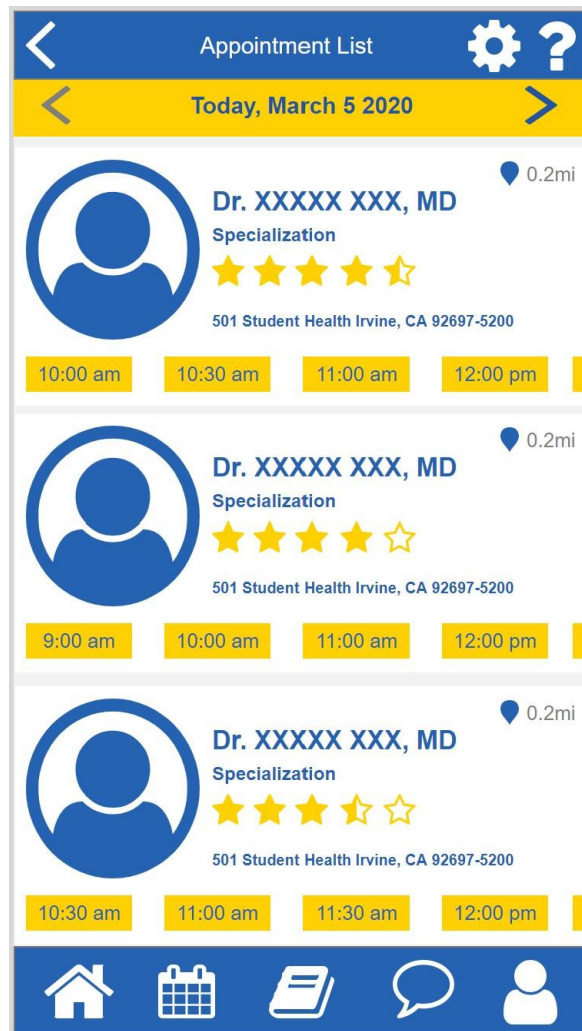 Appointment List ?
Today, March 5 2020
0.2mi
Dr. XXXXX XXX, MD
Specialization
501 Student Health Irvine, CA 92697-5200
10:00 am 10:30 am 11:00 am 12:00 pm
0.2mi
Dr. XXXXX XXX, MD
Specialization
501 Student Health Irvine, CA 92697-5200
9:00 am 10:00 am 11:00 am 12:00 pm
0.2mi
Dr. XXXXX XXX, MD
Specialization
501 Student Health Irvine, CA 92697-5200
10:30 am 11:00 am 11:30 am 12:00 pm